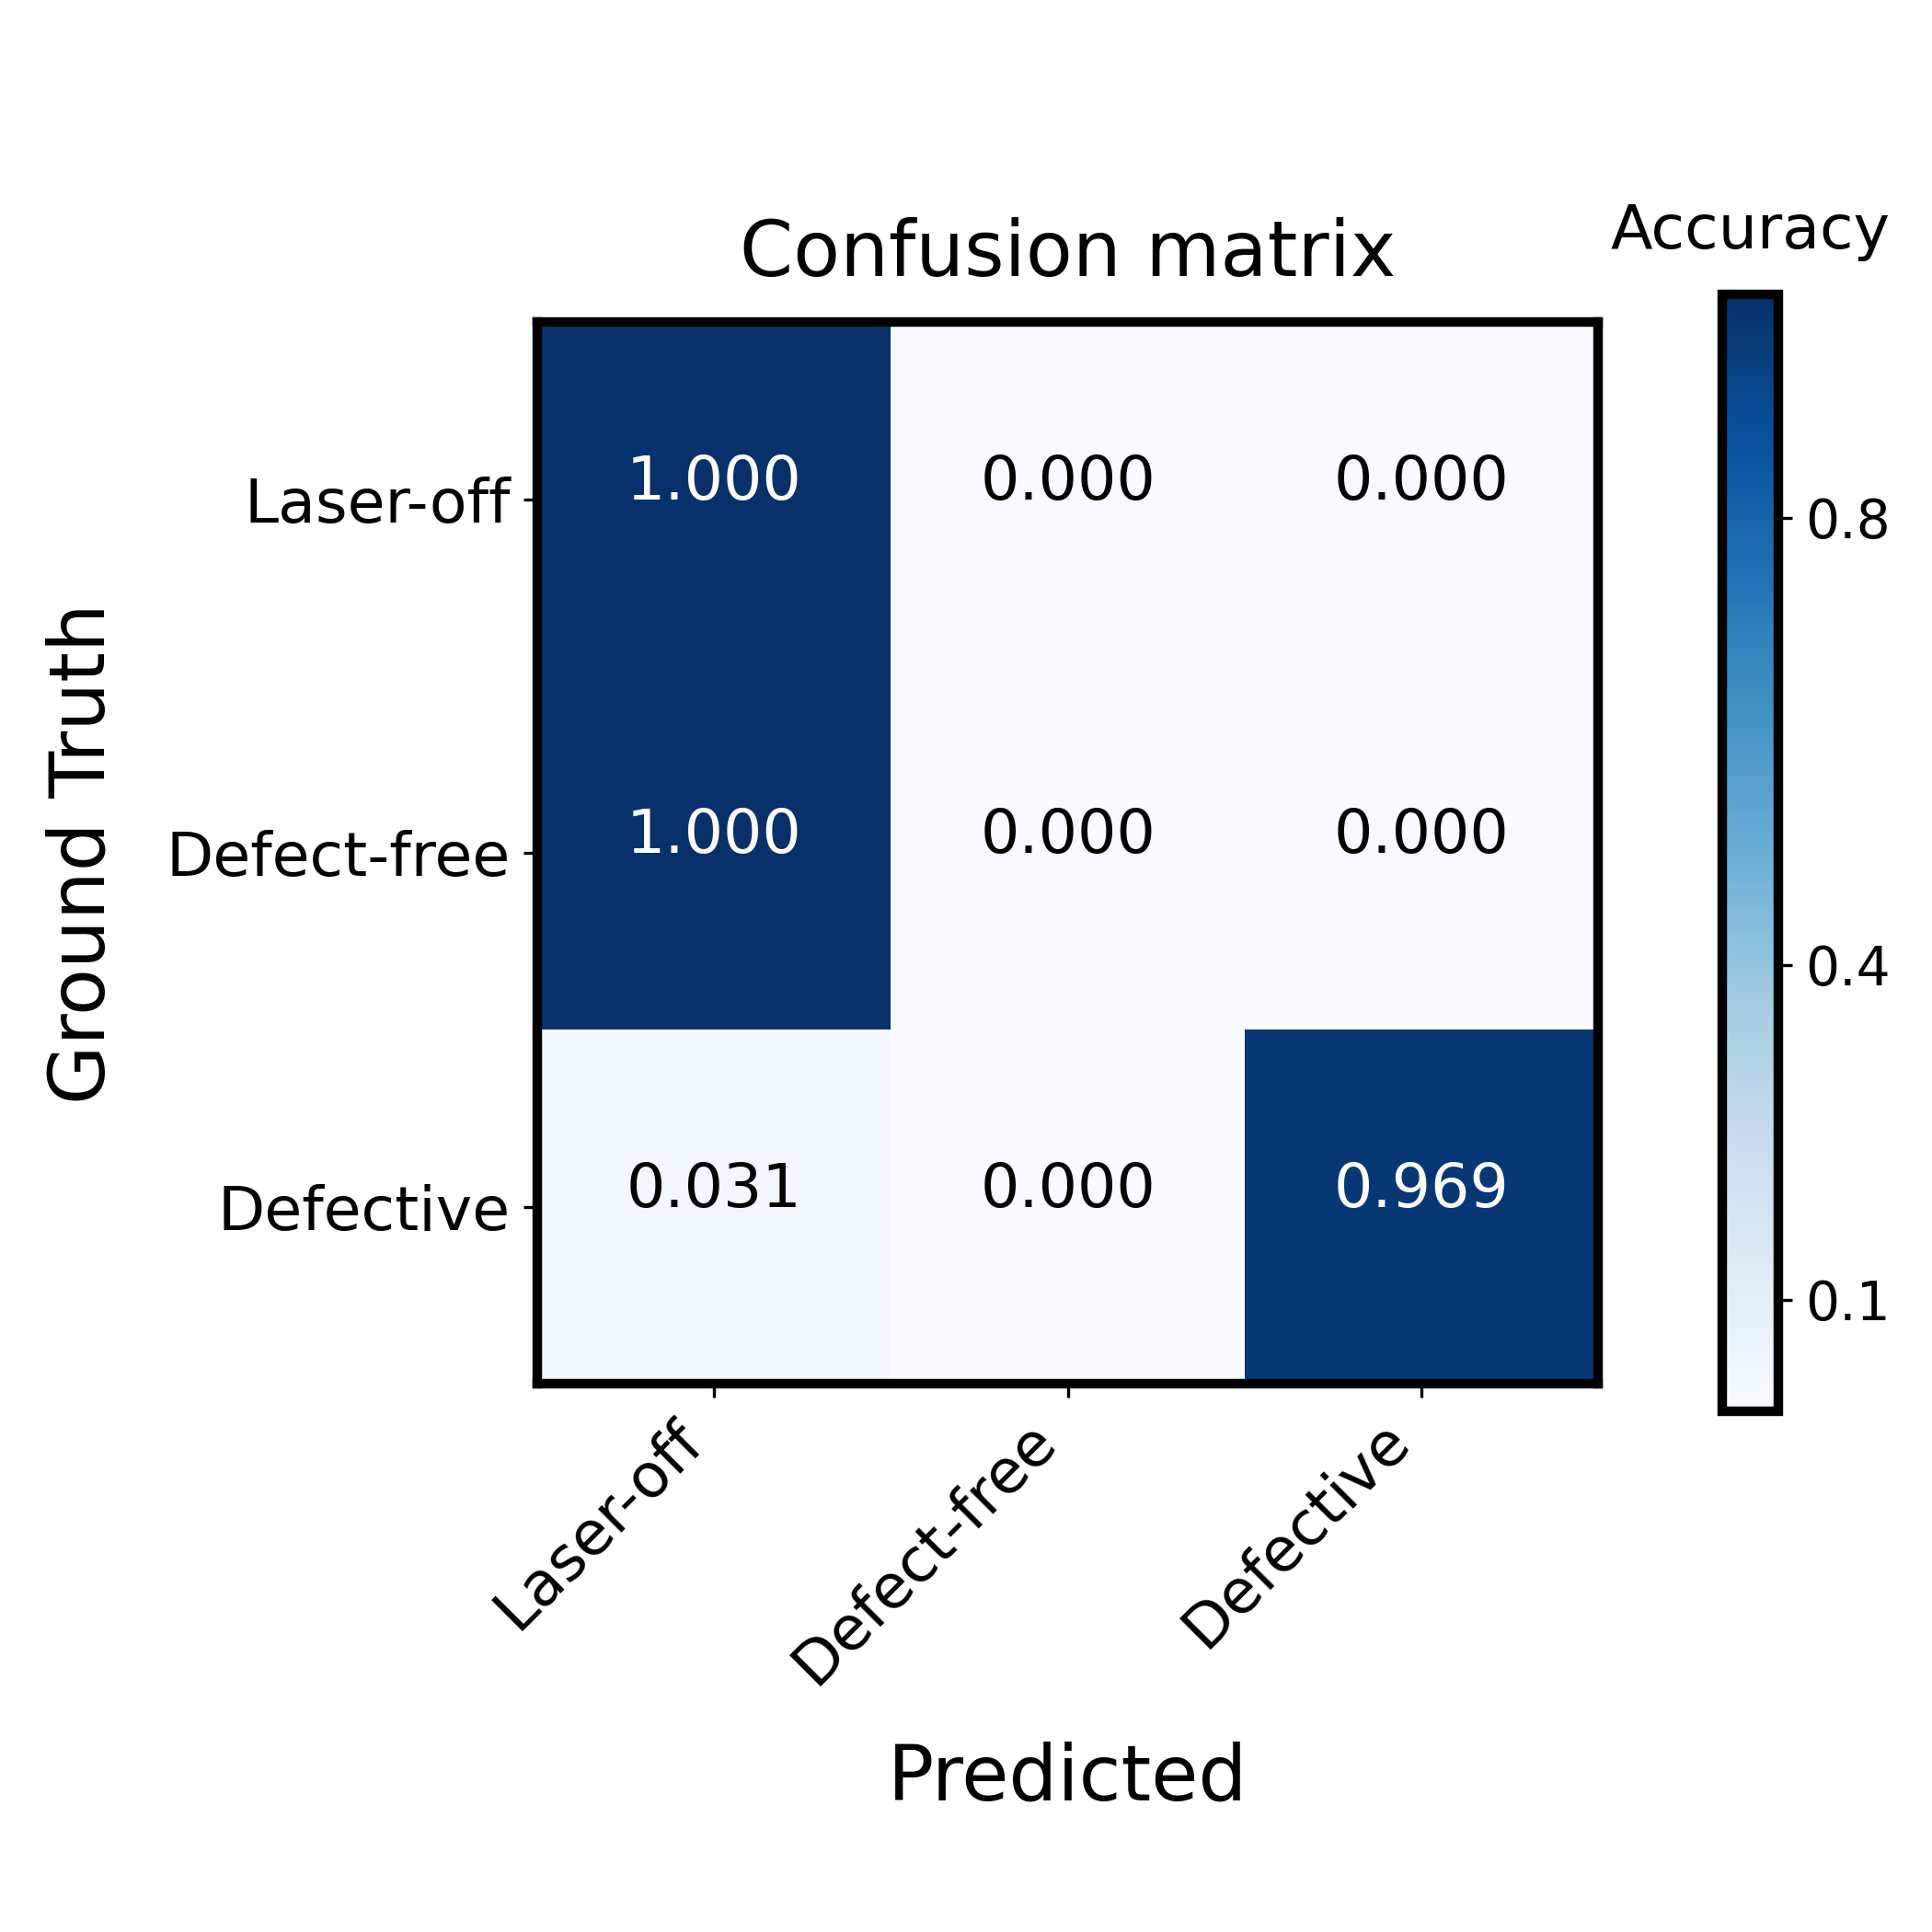 Confusion matrix
Accuracy
Ground Truth
Laser-off
1.000 0.000 0.000
Defect-free
1.000 0.000 0.000
Defective
0.031 0.000 0.969
Laser-off
Defect-free
Defective
Predicted
0.8
0.4
0.1